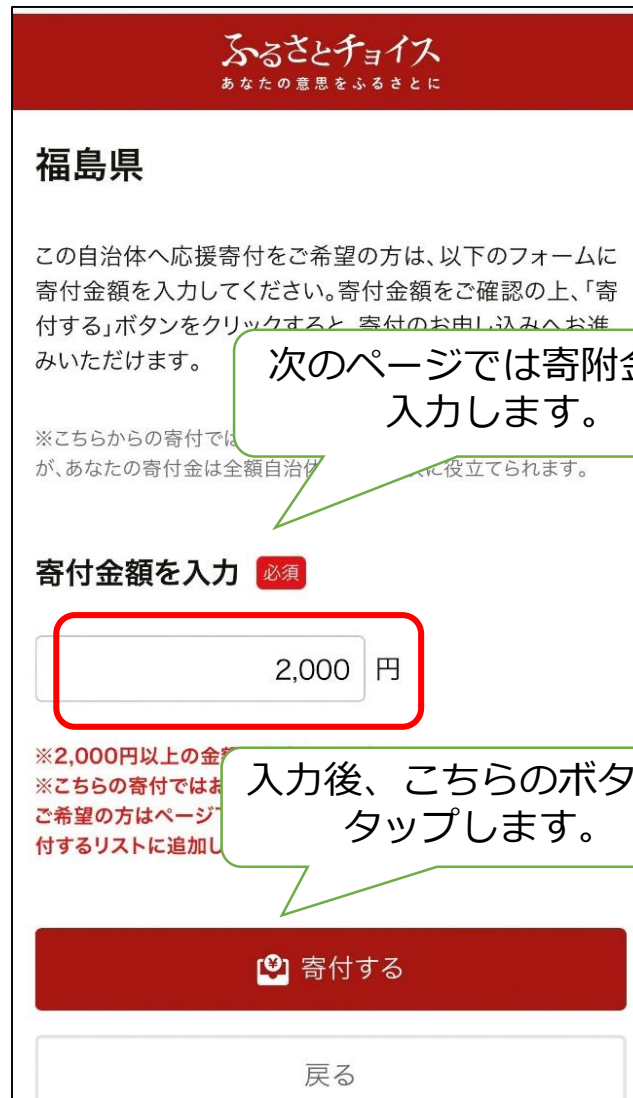 ふるさとチョイス
あなたの意思をふるさとに
福島県
この自治体へ応援寄付をご希望の方は、以下のフォームに
寄付金額を入力してください。寄付金額をご確認の上、「寄
付する」ボタンをクリックすると、寄付のお申し込みへお進
みいただけます。
次のページでは寄附金
入力します。
※こちらからの寄付では
が、あなたの寄付金は全額自治体 に役立てられます。
寄付金額を入力 必須
2,000 円
※2,000円以上の金
※こちらの寄付ではお
ご希望の方はページ
付するリストに追加し
入力後、こちらのボタ
タップします。
寄付する
戻る